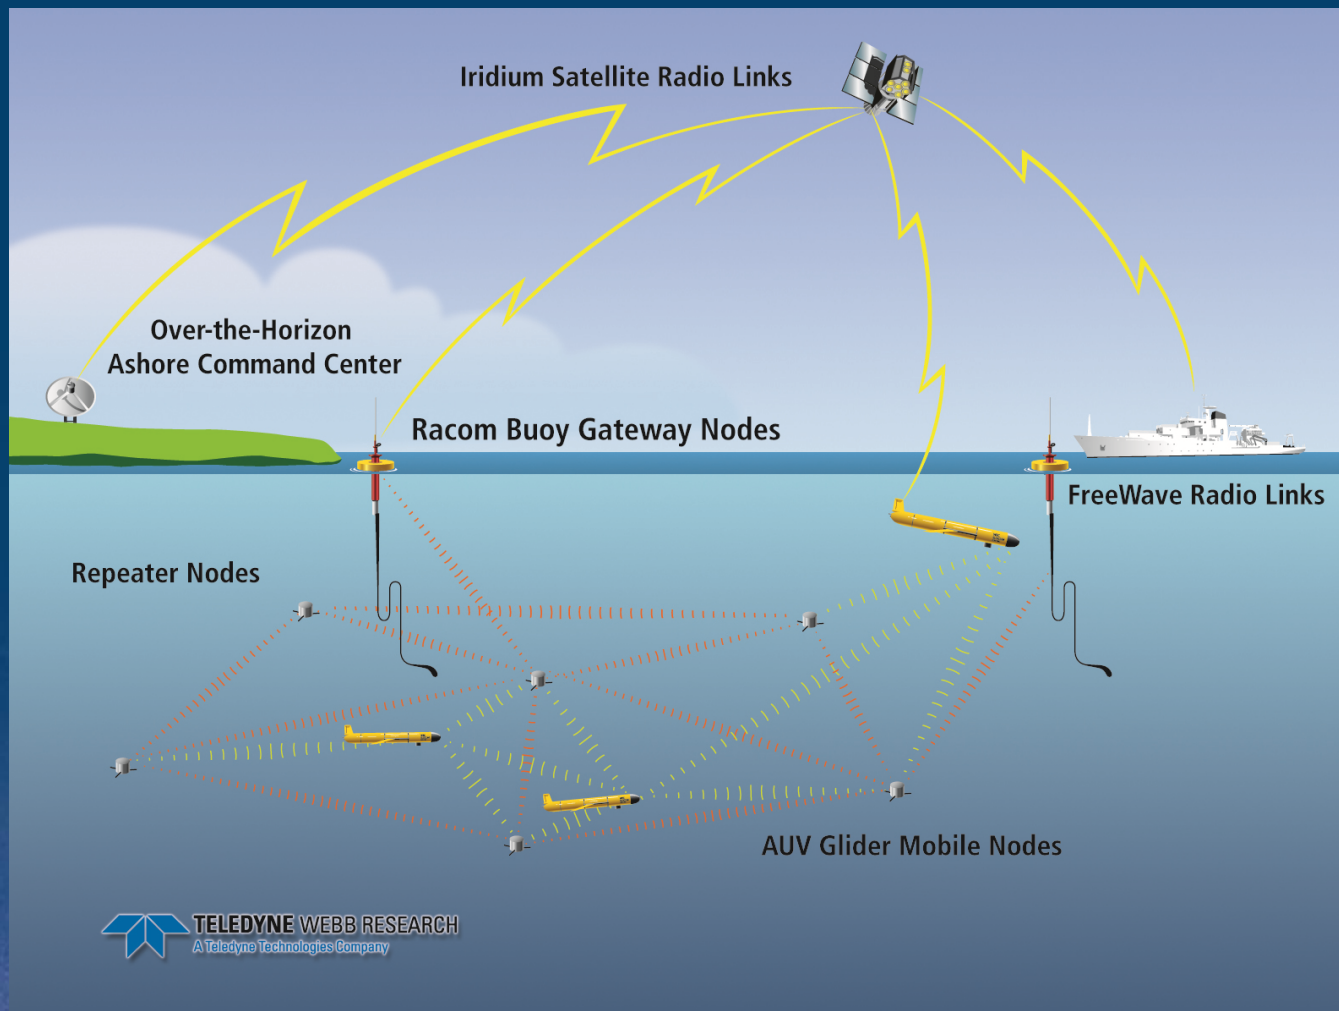 Iridium Satellite Radio Links
Over-the-Horizon
Ashore Command Center
Racom Buoy Gateway Nodes
FreeWave Radio Links
Repeater Nodes
AUV Glider Mobile Nodes
TELEDYNE WEBB RESEARCH
A Teledyne Technologies Company